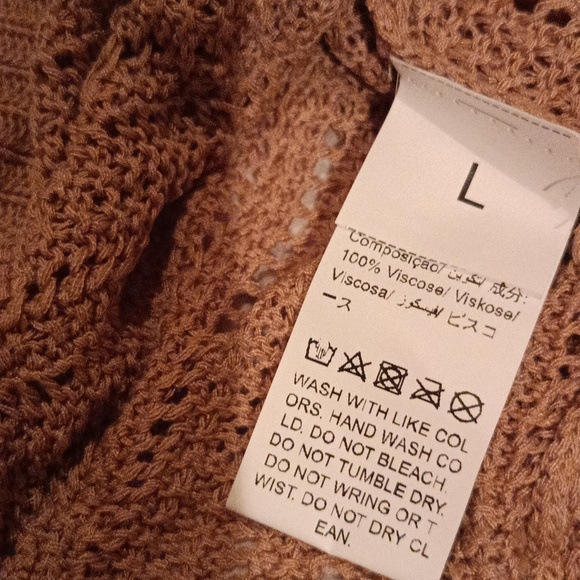 L
Composição/ تكوين/ 成分:
100% Viscose/ Viskose/
Viscosa/ فيسكوز/ ビスコ
ース
WASH WITH LIKE COL
ORS. HAND WASH CO
LD. DO NOT BLEACH.
DO NOT TUMBLE DRY.
DO NOT WRING OR T
WIST. DO NOT DRY CL
EAN.